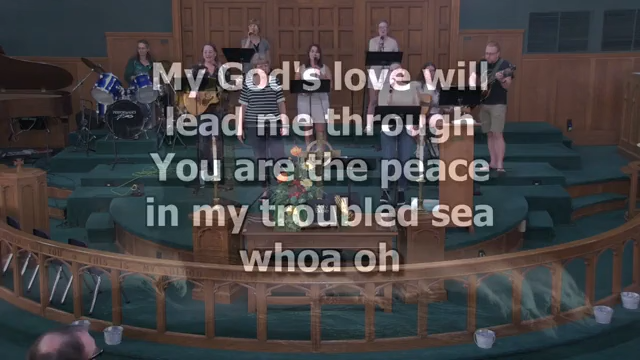 My God's love will
lead me through
You are the peace
in my troubled sea
whoa oh